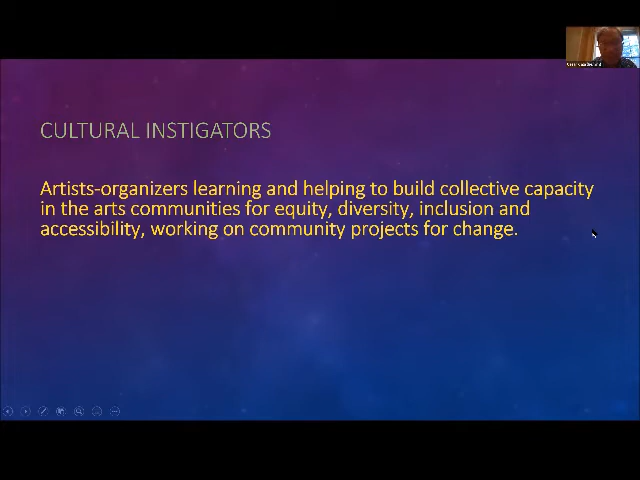 CULTURAL INSTIGATORS
Artists-organizers learning and helping to build collective capacity
in the arts communities for equity, diversity, inclusion and
accessibility, working on community projects for change.